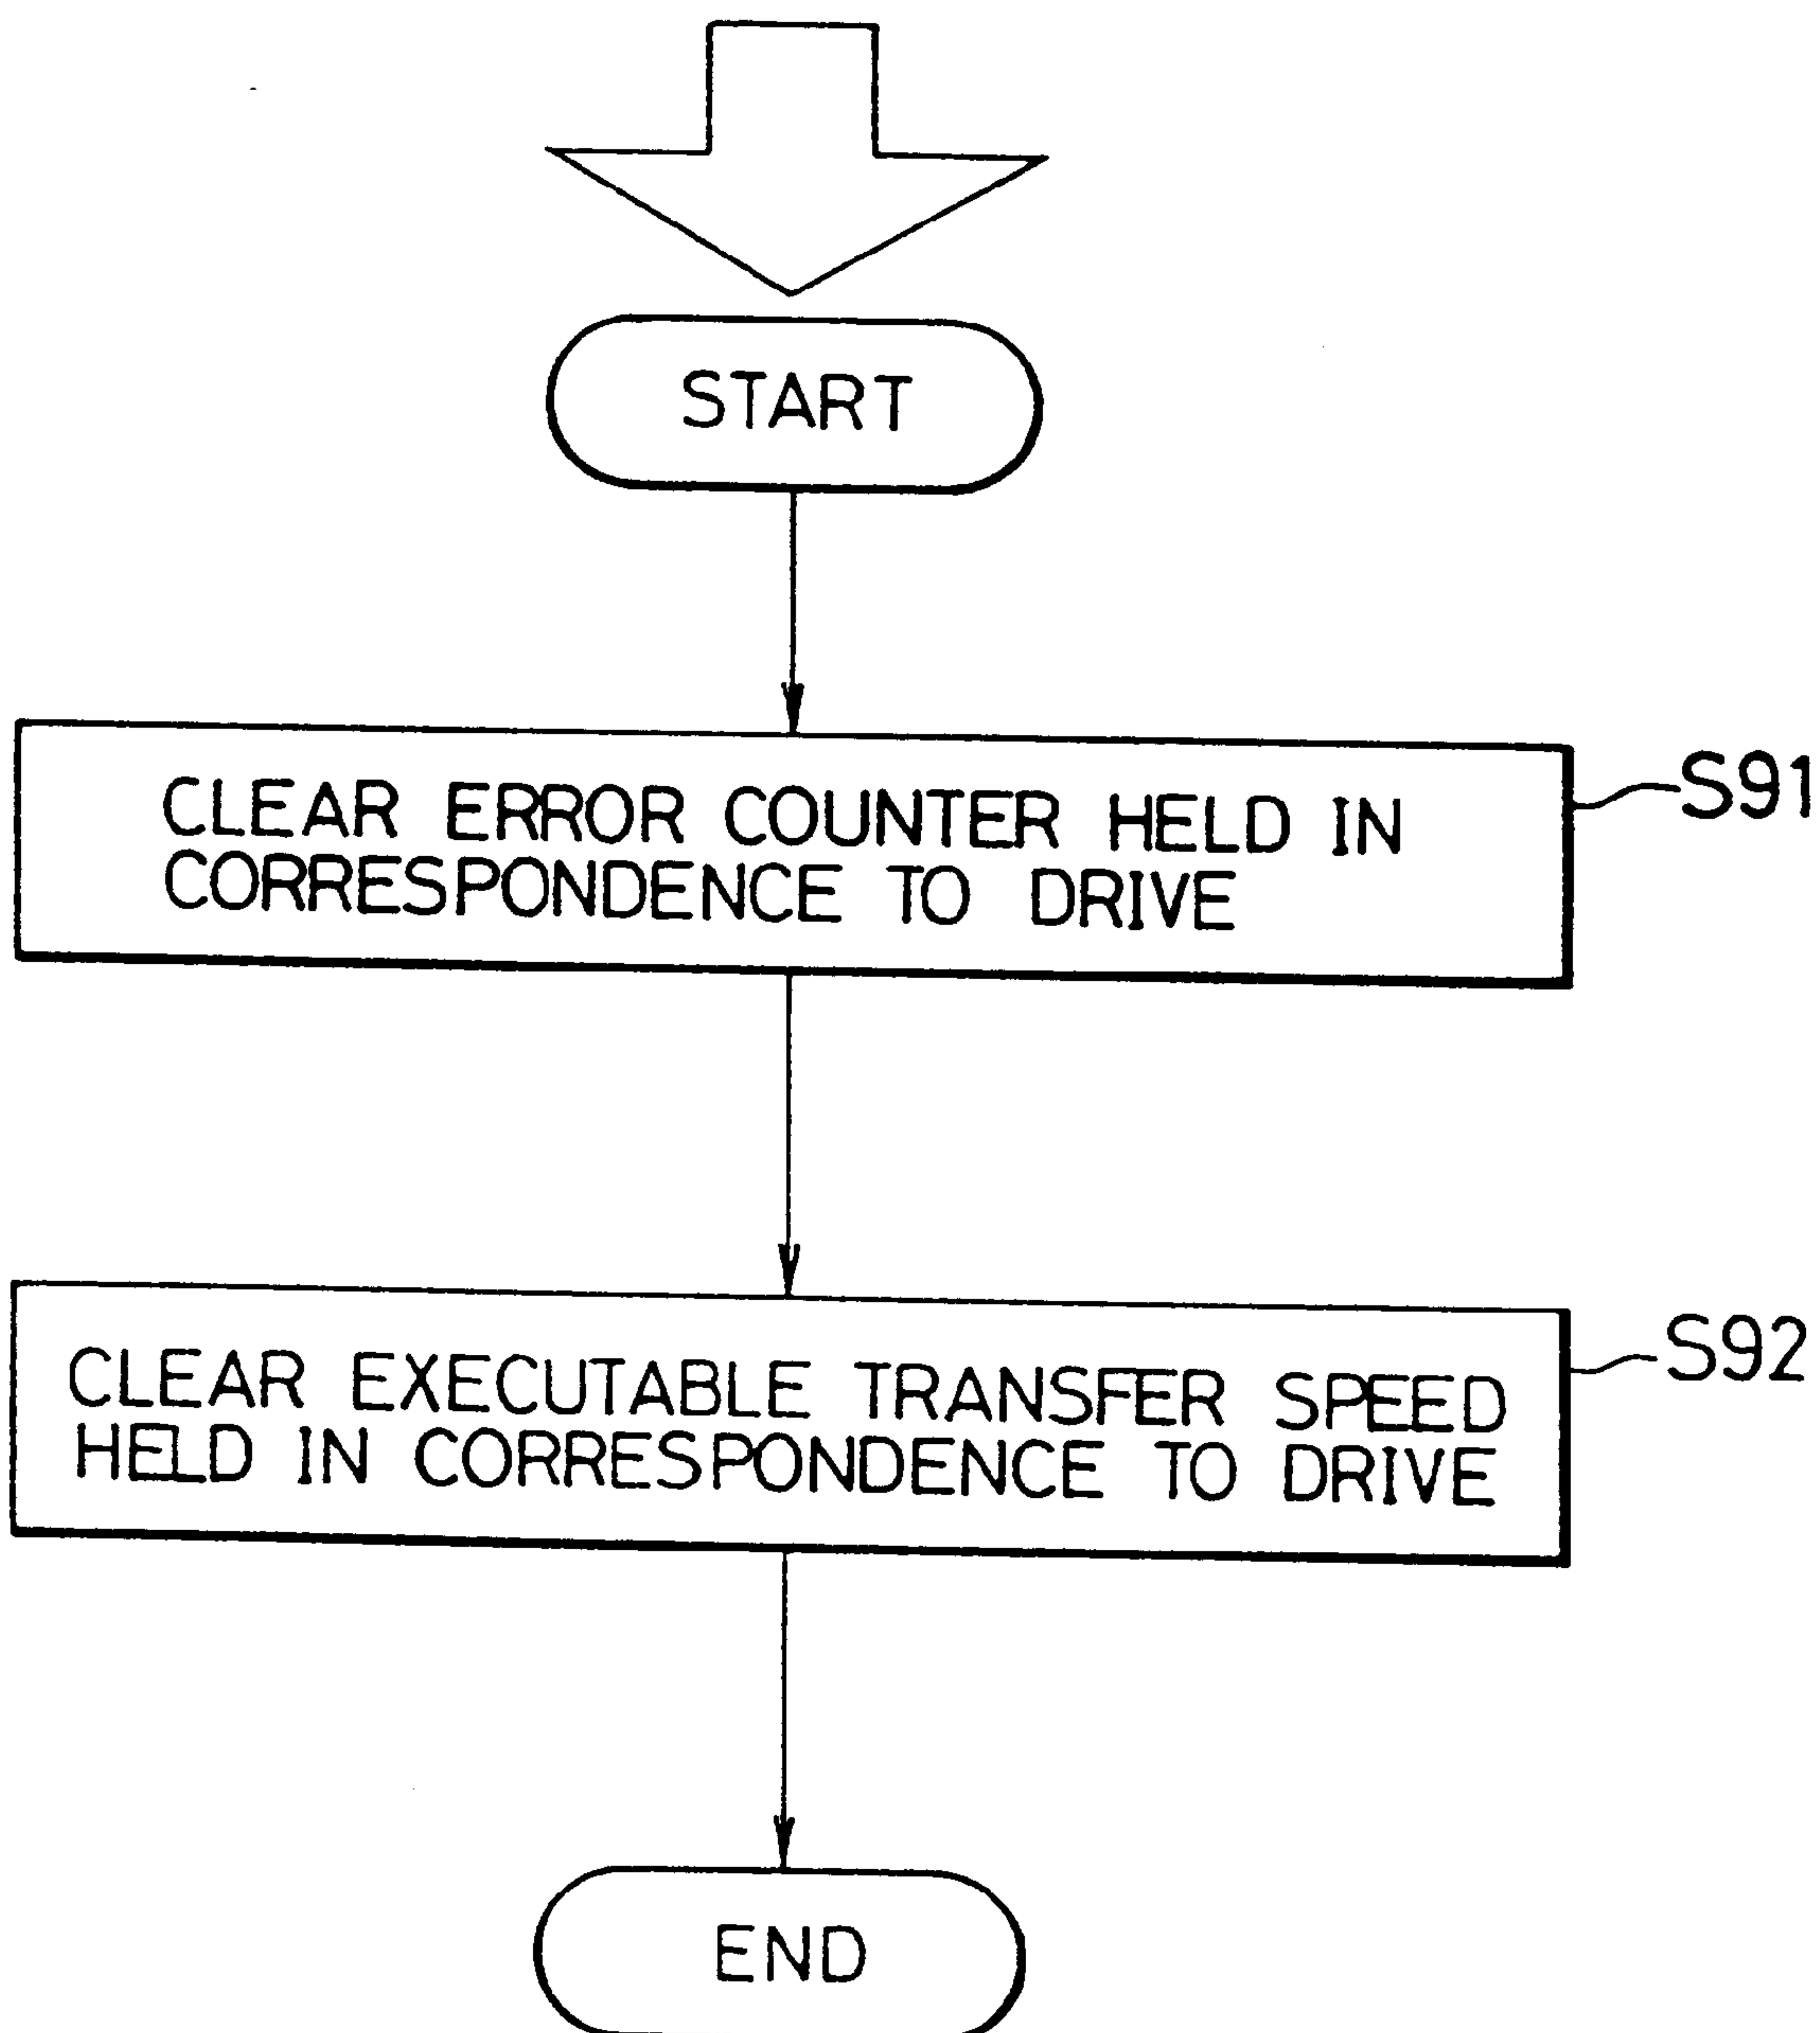 START
CLEAR ERROR COUNTER HELD IN
CORRESPONDENCE TO DRIVE
S91
CLEAR EXECUTABLE TRANSFER SPEED
HELD IN CORRESPONDENCE TO DRIVE
S92
END